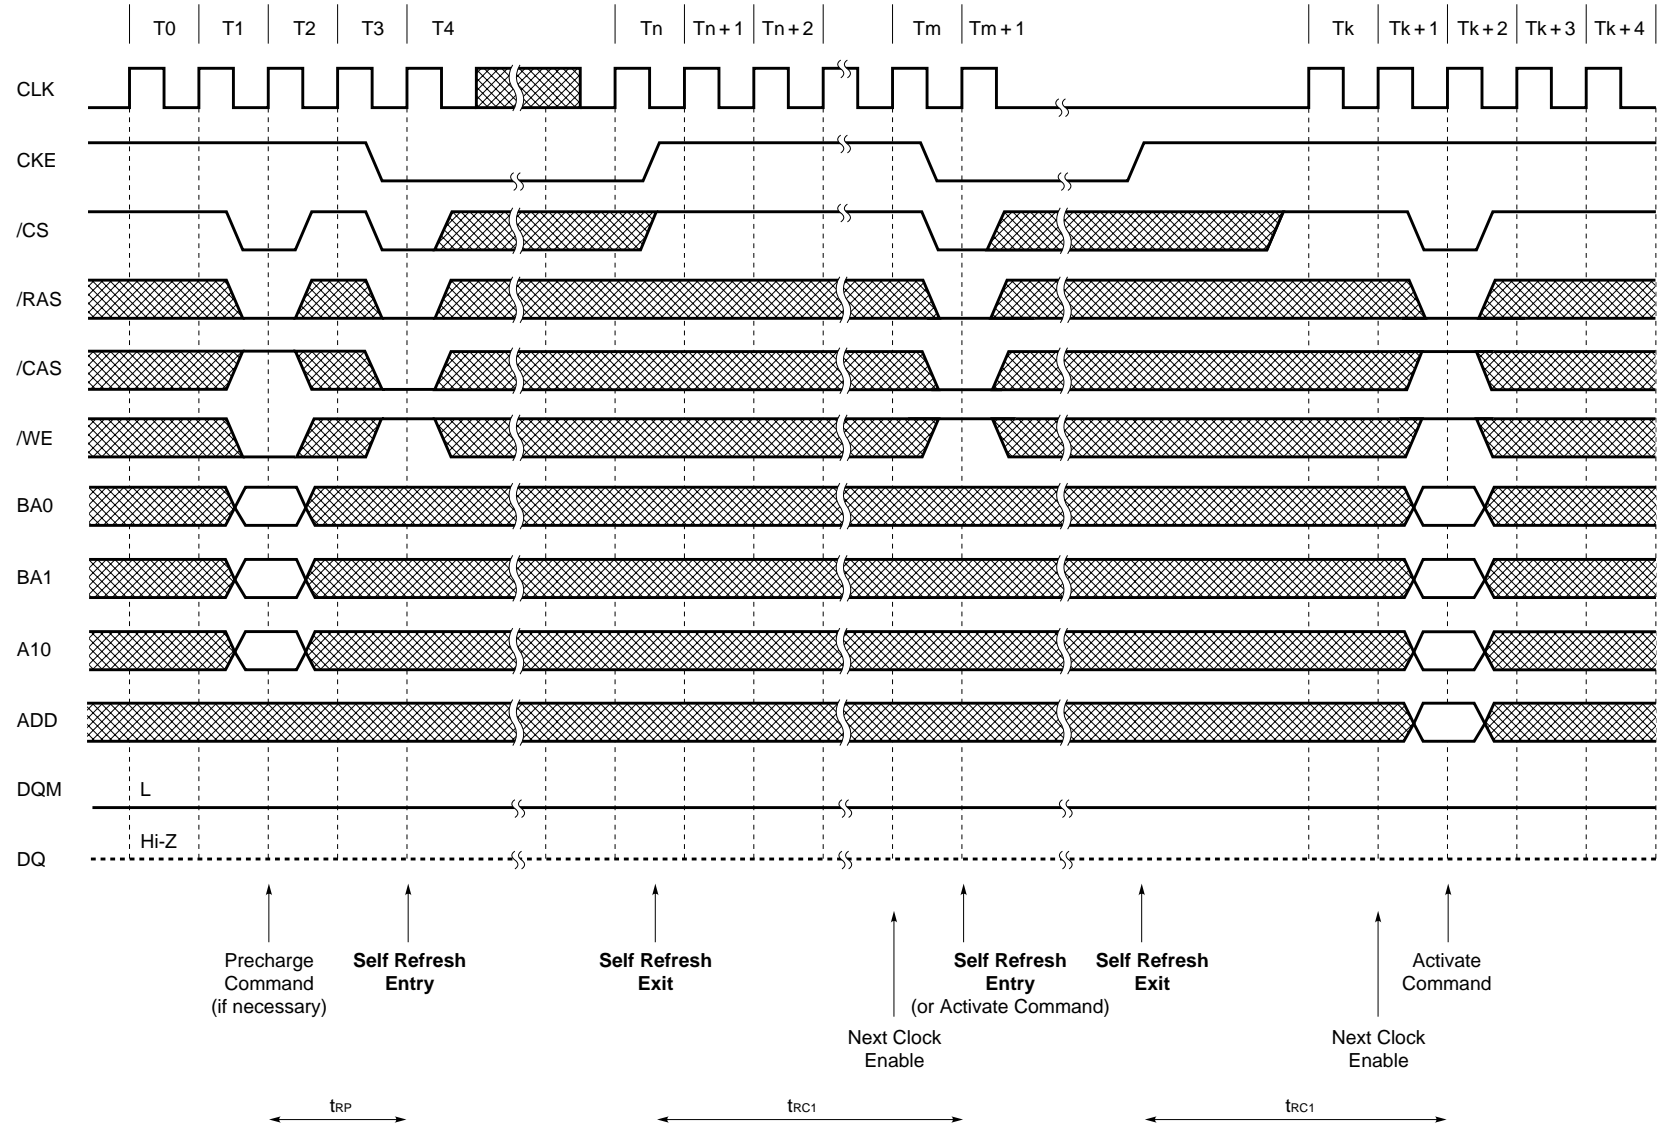 T0 T1 T2 T3 T4 Tn Tn + 1 Tn + 2 Tm Tm + 1 Tk Tk + 1 Tk + 2 Tk + 3 Tk + 4
CLK
CKE
/CS
/RAS
/CAS
/WE
BA0
BA1
A10
ADD
DQM L
Hi-Z
DQ
Precharge
Command
(if necessary)
Self Refresh
Entry
Self Refresh
Exit
Next Clock
Enable
Self Refresh
Entry
(or Activate Command)
Self Refresh
Exit
Next Clock
Enable
Activate
Command
tRP tRC1 tRC1